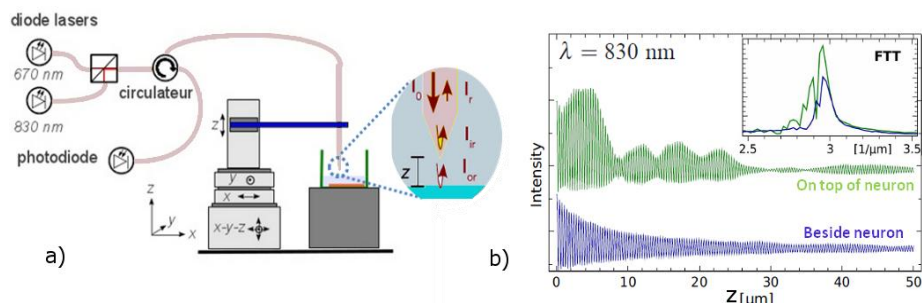 diode lasers
670 nm
830 nm
circulateur
photodiode
z
y
x
x-y-z
z
y
x
I0
Ir
Iir
Ior
z
a)
b)
λ = 830 nm
FTT
2.5 3 3.5
[1/μm]
Intensity
On top of neuron
Beside neuron
0 10 20 30 40 50
z [um]